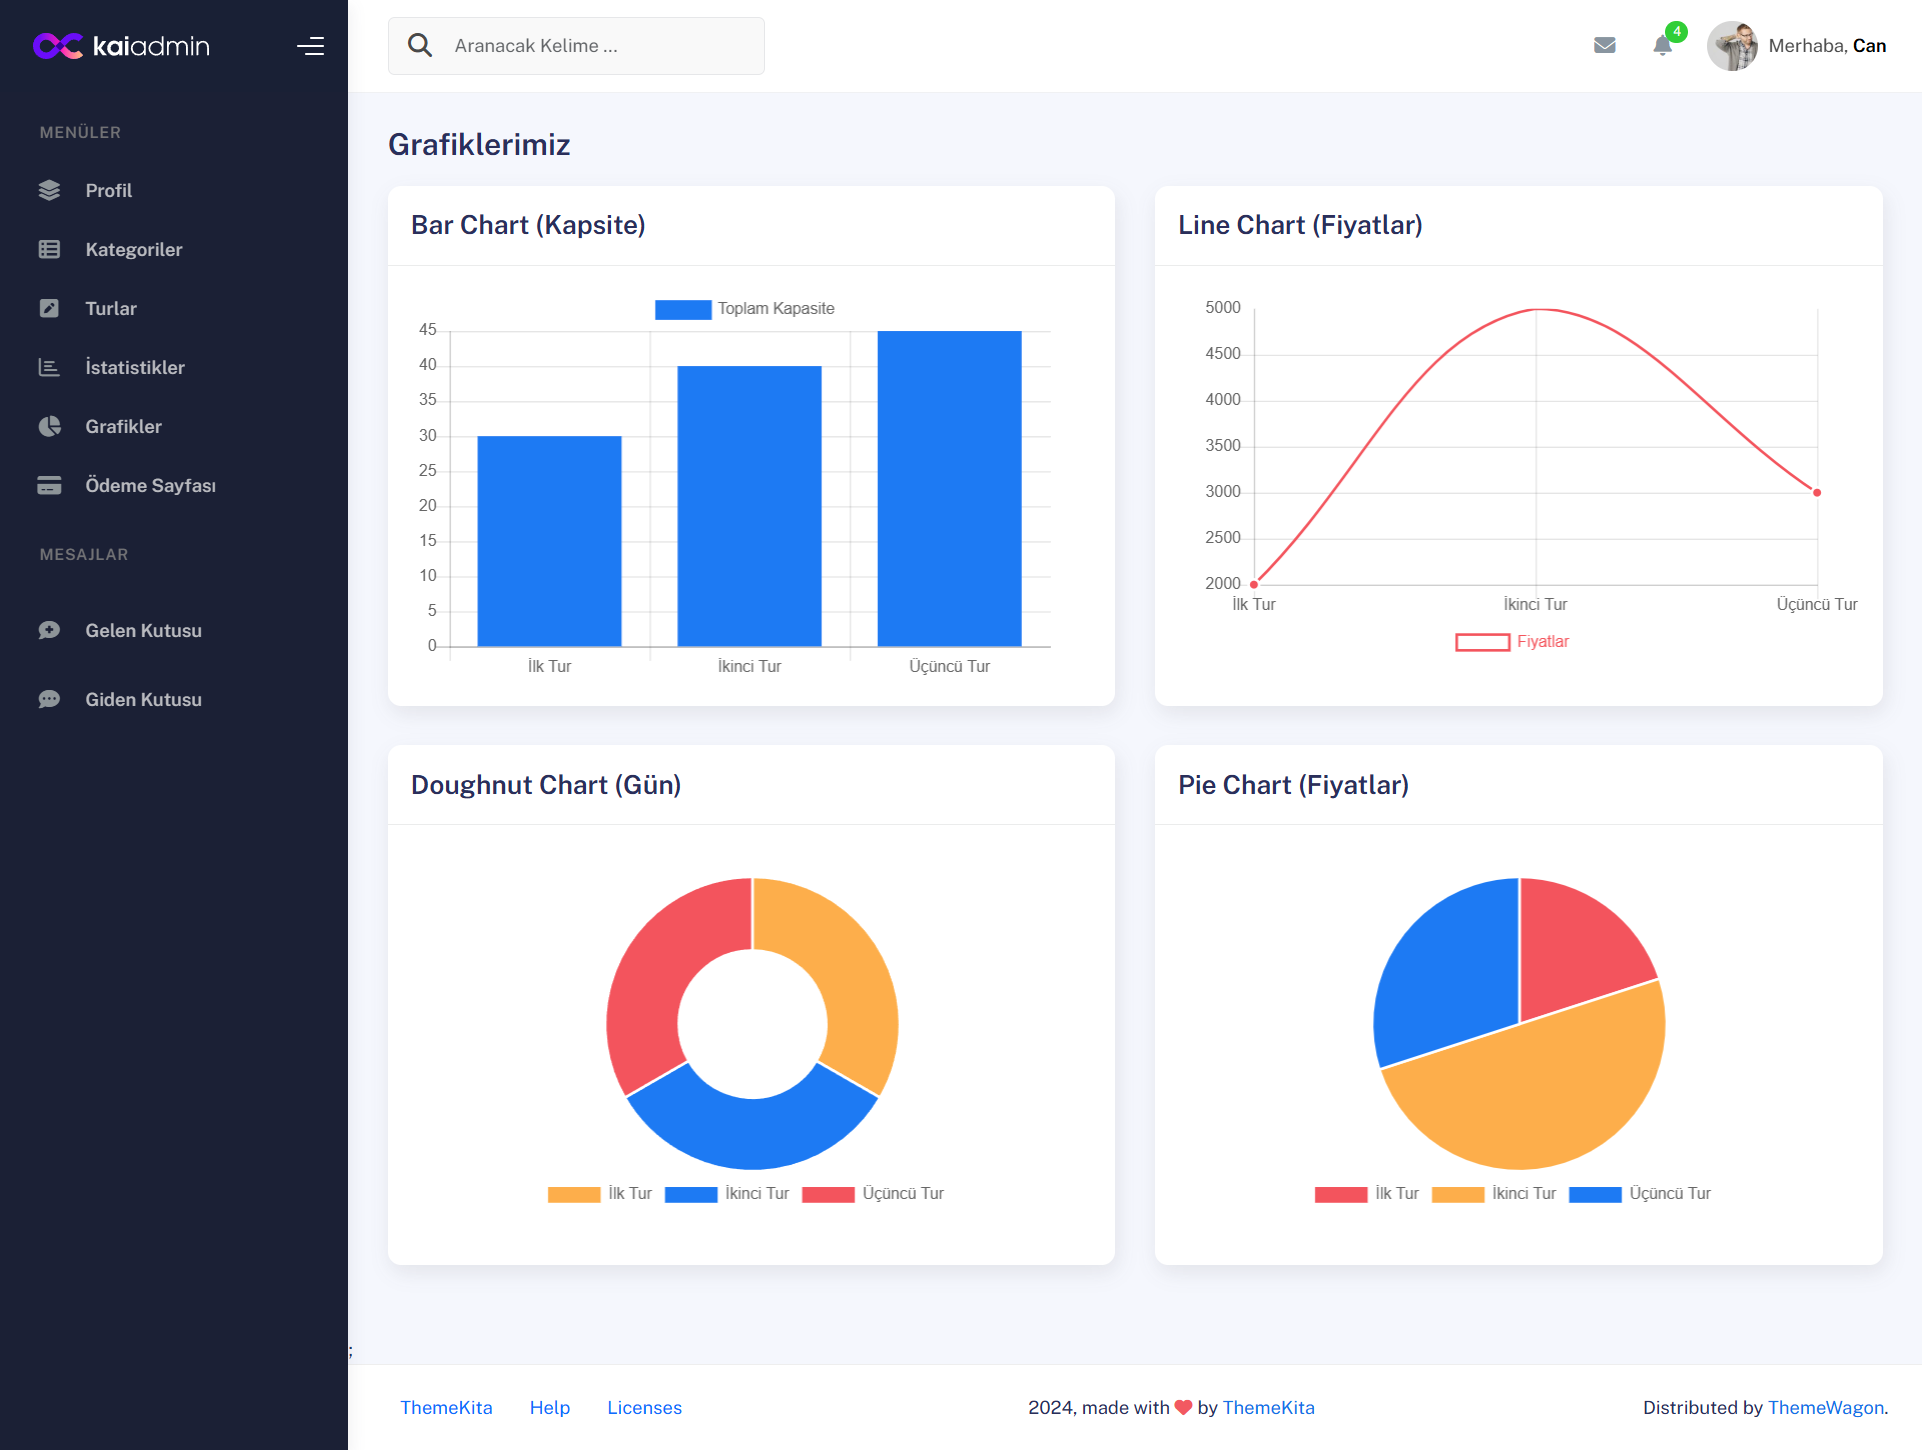 kaiadmin
Aranacak Kelime ...
4
Merhaba, Can
MENÜLER
Profil
Kategoriler
Turlar
İstatistikler
Grafikler
Ödeme Sayfası
MESAJLAR
Gelen Kutusu
Giden Kutusu
Grafiklerimiz
Bar Chart (Kapsite)
Toplam Kapasite
45
40
35
30
25
20
15
10
5
0
İlk Tur İkinci Tur Üçüncü Tur
Line Chart (Fiyatlar)
5000
4500
4000
3500
3000
2500
2000
İlk Tur İkinci Tur Üçüncü Tur
Fiyatlar
Doughnut Chart (Gün)
İlk Tur İkinci Tur Üçüncü Tur
Pie Chart (Fiyatlar)
İlk Tur İkinci Tur Üçüncü Tur
;
ThemeKita Help Licenses
2024, made with by ThemeKita
Distributed by ThemeWagon.